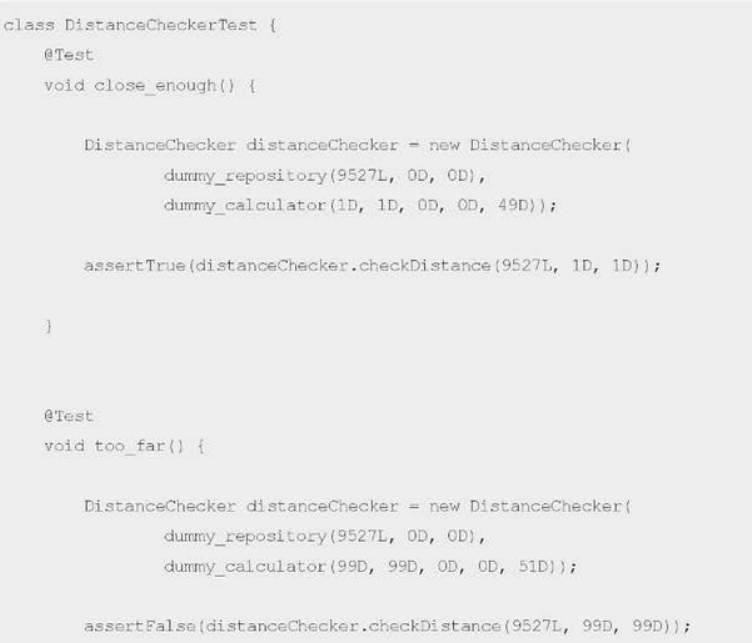 class DistanceCheckerTest {
    @Test
    void close_enough() {
        DistanceChecker distanceChecker = new DistanceChecker(
                dummy_repository(9527L, 0D, 0D),
                dummy_calculator(1D, 1D, 0D, 0D, 49D));
        assertTrue(distanceChecker.checkDistance(9527L, 1D, 1D));
    }
    @Test
    void too_far() {
        DistanceChecker distanceChecker = new DistanceChecker(
                dummy_repository(9527L, 0D, 0D),
                dummy_calculator(99D, 99D, 0D, 0D, 51D));
        assertFalse(distanceChecker.checkDistance(9527L, 99D, 99D));